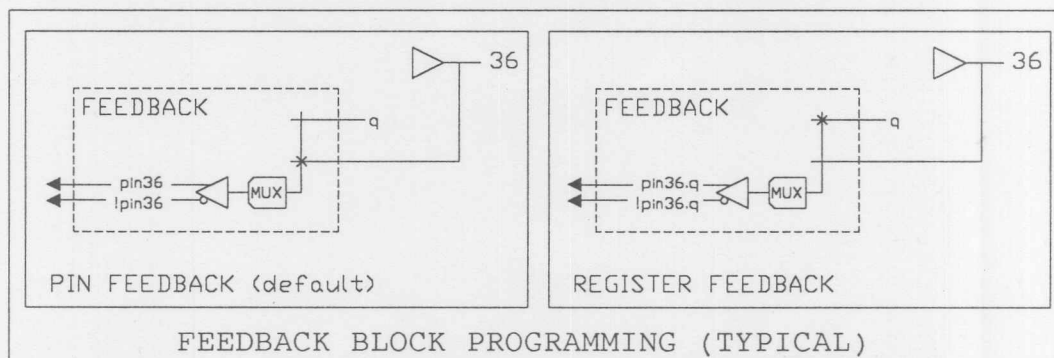 36
FEEDBACK
q
pin36
!pin36
MUX
PIN FEEDBACK (default)
36
FEEDBACK
q
pin36.q
!pin36.q
MUX
REGISTER FEEDBACK
FEEDBACK BLOCK PROGRAMMING (TYPICAL)